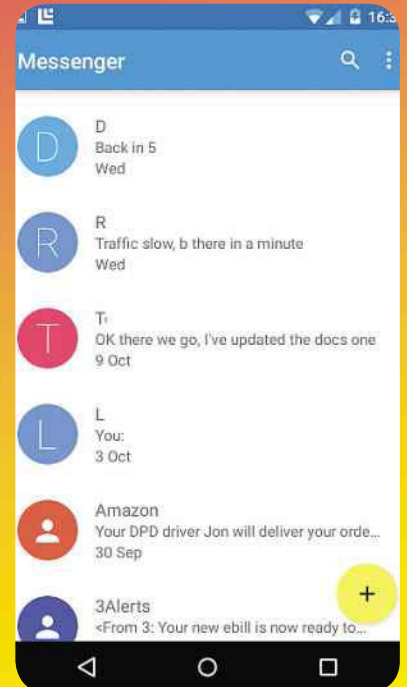 16:3
Messenger
D
D
Back in 5
Wed
R
R
Traffic slow, b there in a minute
Wed
T
T
OK there we go, I've updated the docs one
9 Oct
L
L
You:
3 Oct
Amazon
Your DPD driver Jon will deliver your orde...
30 Sep
+
3Alerts
<From 3: Your new ebill is now ready to...